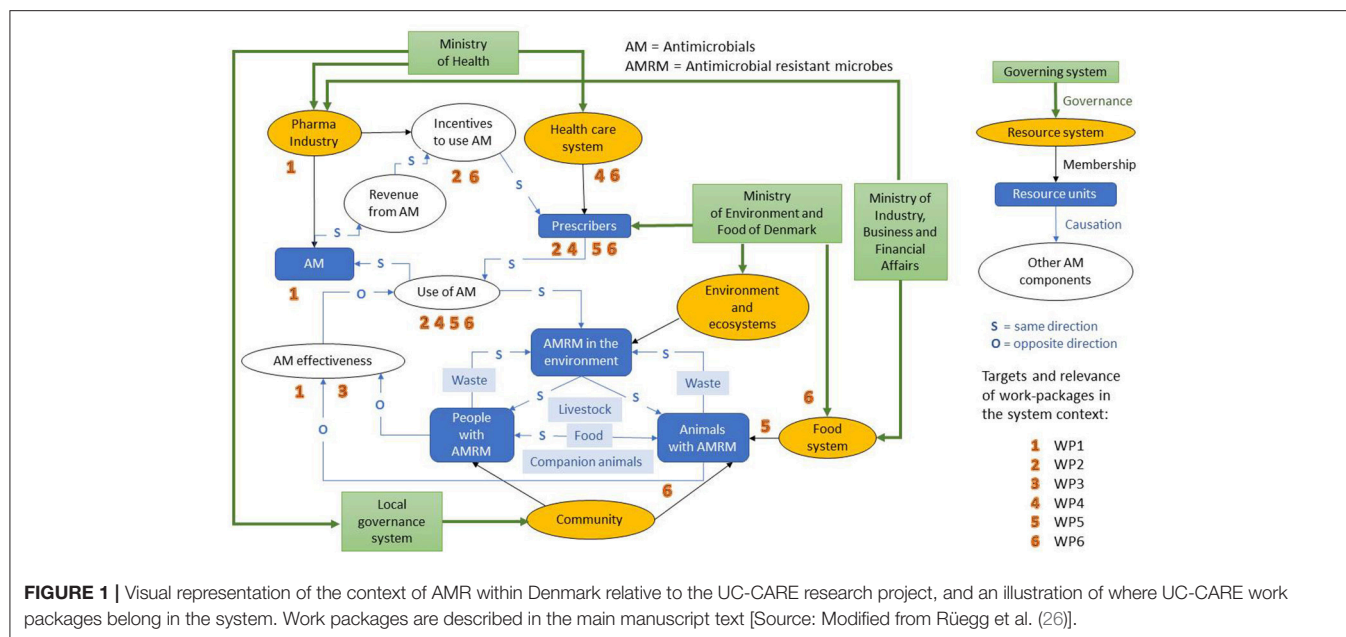 Ministry
of Health
AM = Antimicrobials
AMRM = Antimicrobial resistant microbes
Governing system
Governance
Pharma
Industry
Incentives
to use AM
Health care
system
Resource system
1
S
2 6
4 6
Membership
Revenue
from AM
S
Ministry
of Environment and
Food of Denmark
Ministry of
Industry,
Business and
Financial
Affairs
Resource units
Causation
S
Prescribers
2 4 5 6
AM
S
S
Other AM
components
1
O
Use of AM
S
2 4 5 6
Environment
and
ecosystems
S = same direction
O = opposite direction
AM effectiveness
1 3
AMRM in the
environment
S
S
Waste
Waste
S
S
Livestock
6
Targets and relevance
of work-packages in
the system context:
O
O
People
with
AMRM
S
Food
Animals
with AMRM
5
Food
system
Companion animals
6
1 WP1
2 WP2
3 WP3
4 WP4
5 WP5
6 WP6
Local
governance
system
Community
FIGURE 1 | Visual representation of the context of AMR within Denmark relative to the UC-CARE research project, and an illustration of where UC-CARE work
packages belong in the system. Work packages are described in the main manuscript text [Source: Modified from Rüegg et al. (26)].